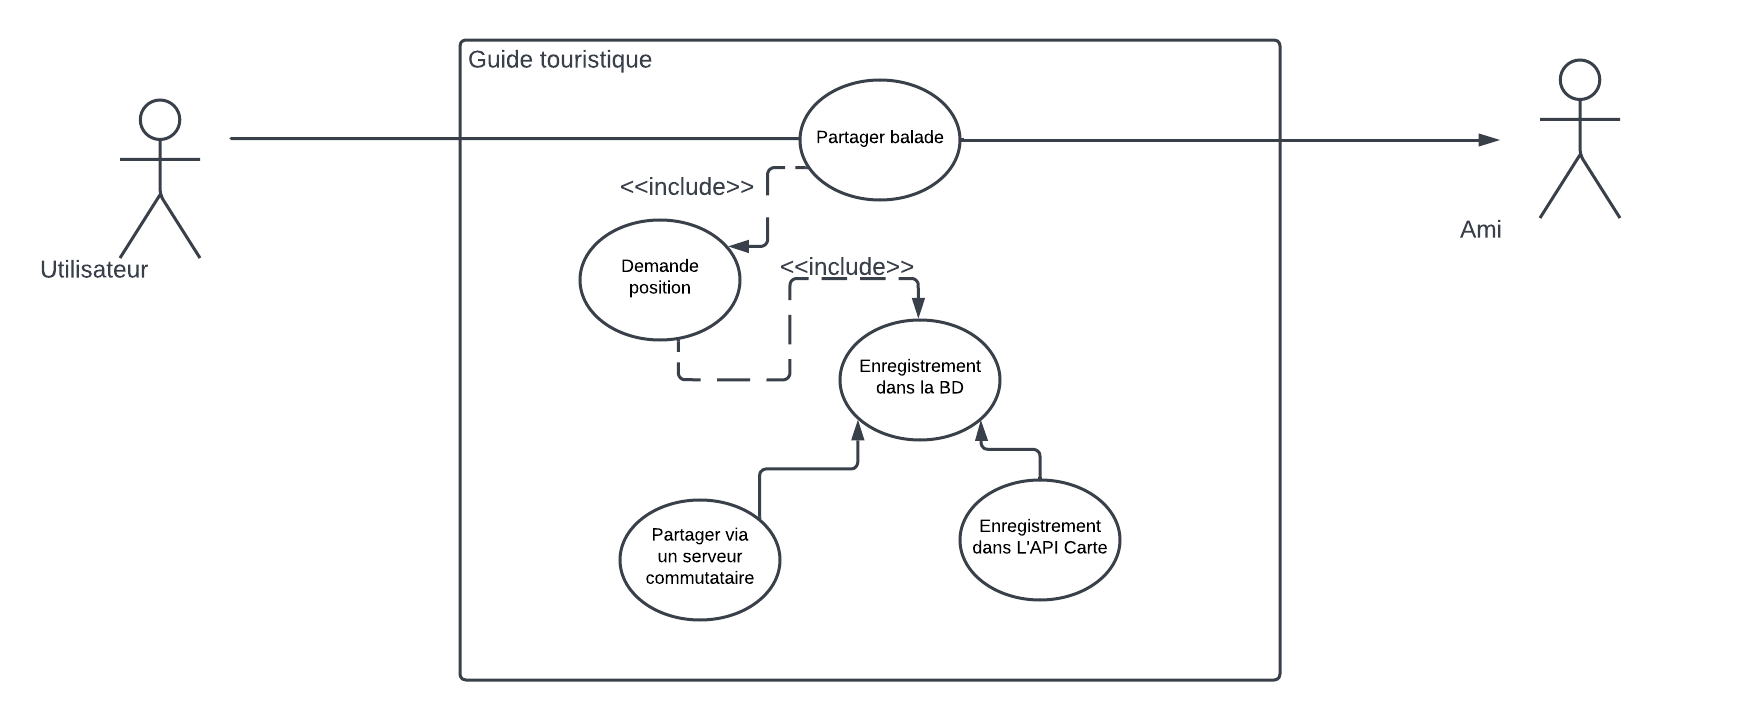 Guide touristique
Partager balade
<<include>>
Ami
Utilisateur
Demande
position
<<include>>
Enregistrement
dans la BD
Partager via
un serveur
commutataire
Enregistrement
dans L'API Carte